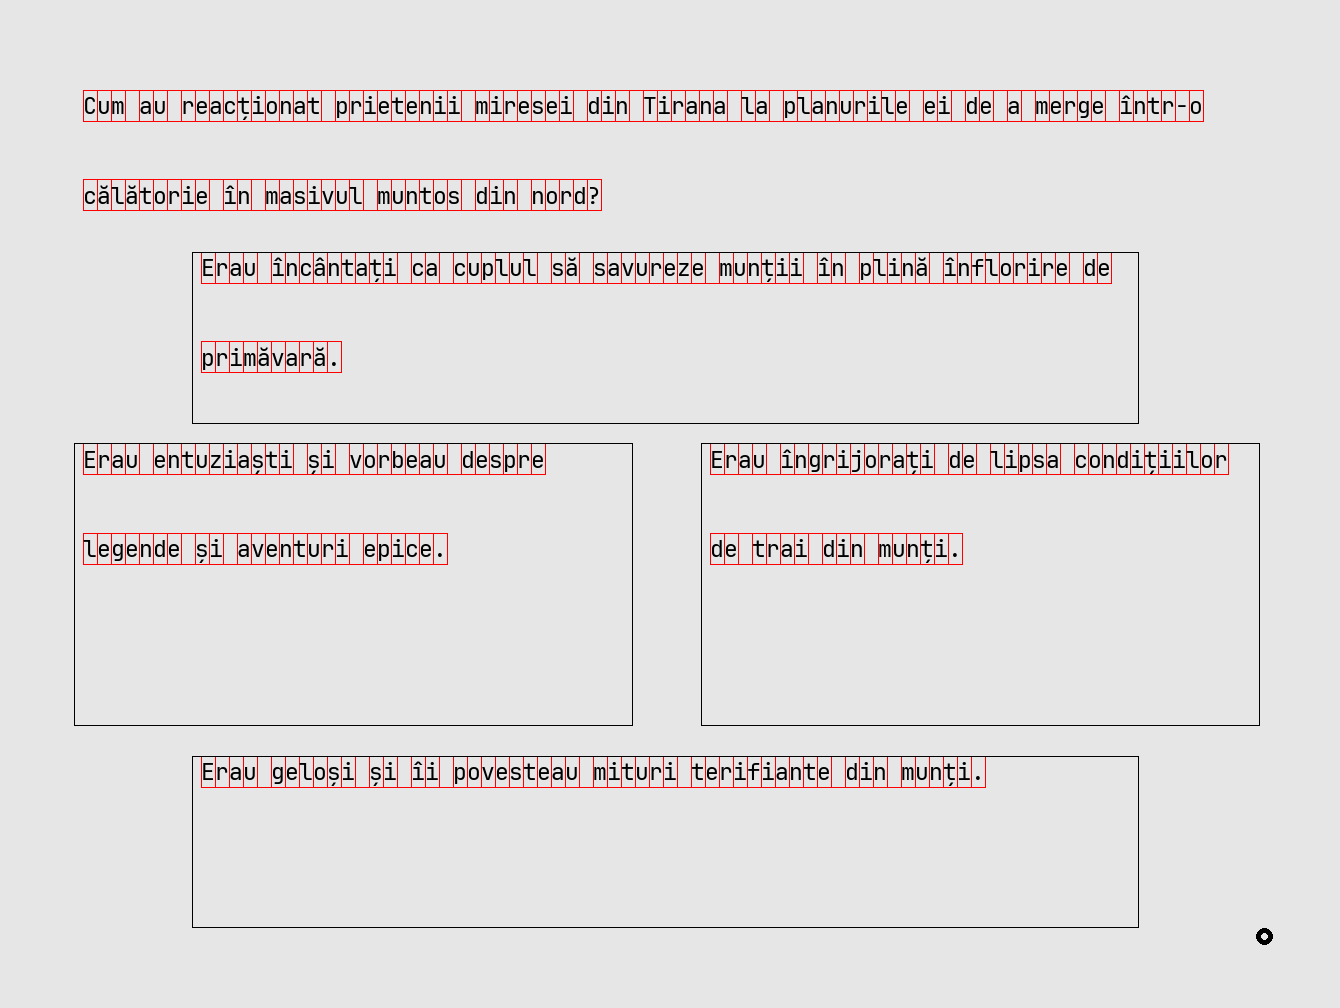 Cum au reacționat prietenii miresei din Tirana la planurile ei de a merge într-o
călătorie în masivul muntos din nord?
Erau încântați ca cuplul să savureze munții în plină înflorire de
primăvară.
Erau entuziaști și vorbeau despre
legende și aventuri epice.
Erau îngrijorați de lipsa condițiilor
de trai din munți.
Erau geloși și îi povesteau mituri terifiante din munți.